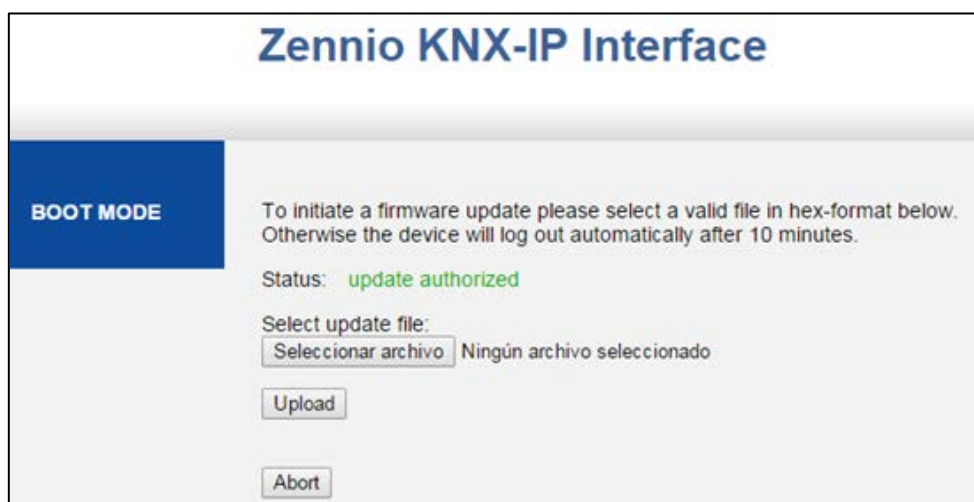 Zennio KNX-IP Interface
BOOT MODE
To initiate a firmware update please select a valid file in hex-format below.
Otherwise the device will log out automatically after 10 minutes.
Status: update authorized
Select update file:
Seleccionar archivo Ningún archivo seleccionado
Upload
Abort